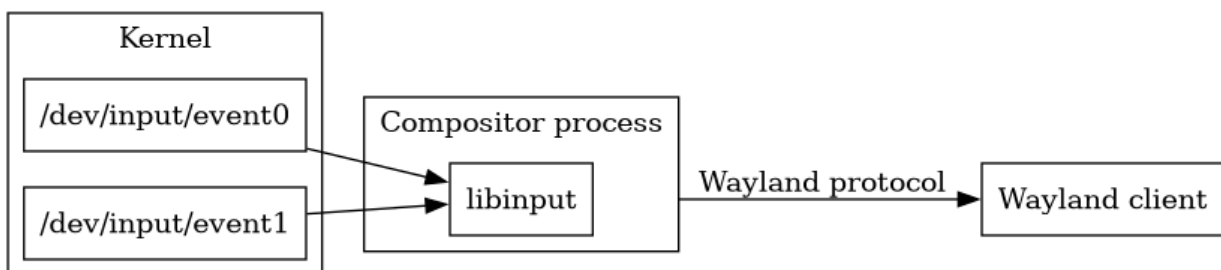 Kernel
/dev/input/event0
/dev/input/event1
Compositor process
libinput
Wayland protocol
Wayland client